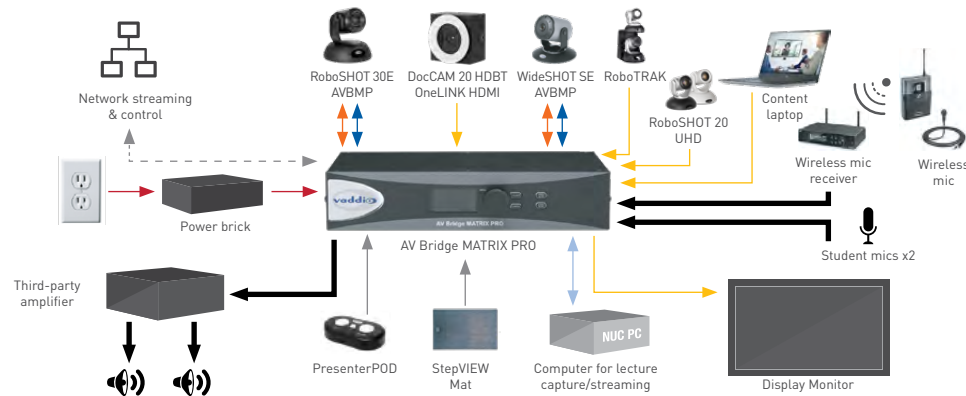 RoboSHOT 30E
AVBMP
DocCAM 20 HDBT
OneLINK HDMI
WideSHOT SE
AVBMP
RoboTRAK
RoboSHOT 20
UHD
Content
laptop
Network streaming
& control
Wireless mic
receiver
Wireless
mic
Power brick
vaddio
AV Bridge MATRIX PRO
AV Bridge MATRIX PRO
Student mics x2
Third-party
amplifier
PresenterPOD
StepVIEW
Mat
NUC PC
Computer for lecture
capture/streaming
Display Monitor